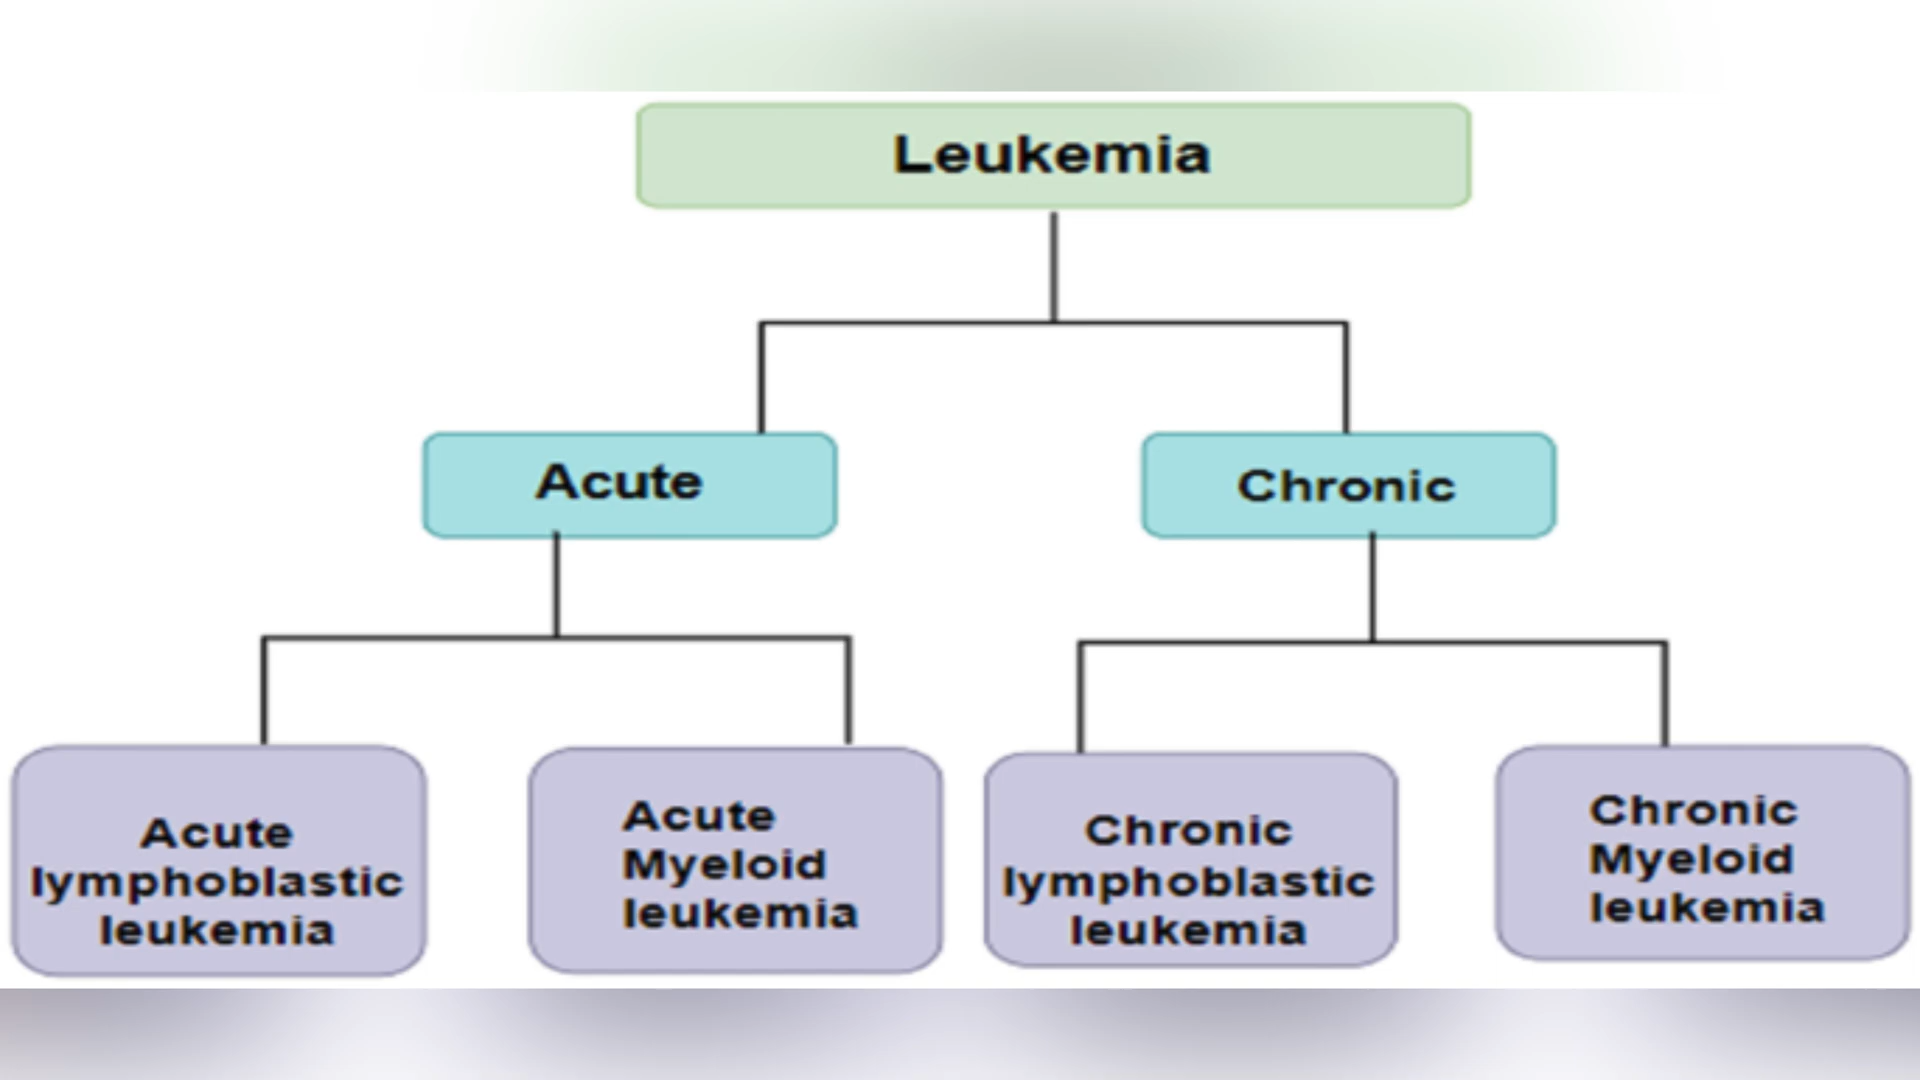 Leukemia
Acute
Chronic
Acute
lymphoblastic
leukemia
Acute
Myeloid
leukemia
Chronic
lymphoblastic
leukemia
Chronic
Myeloid
leukemia